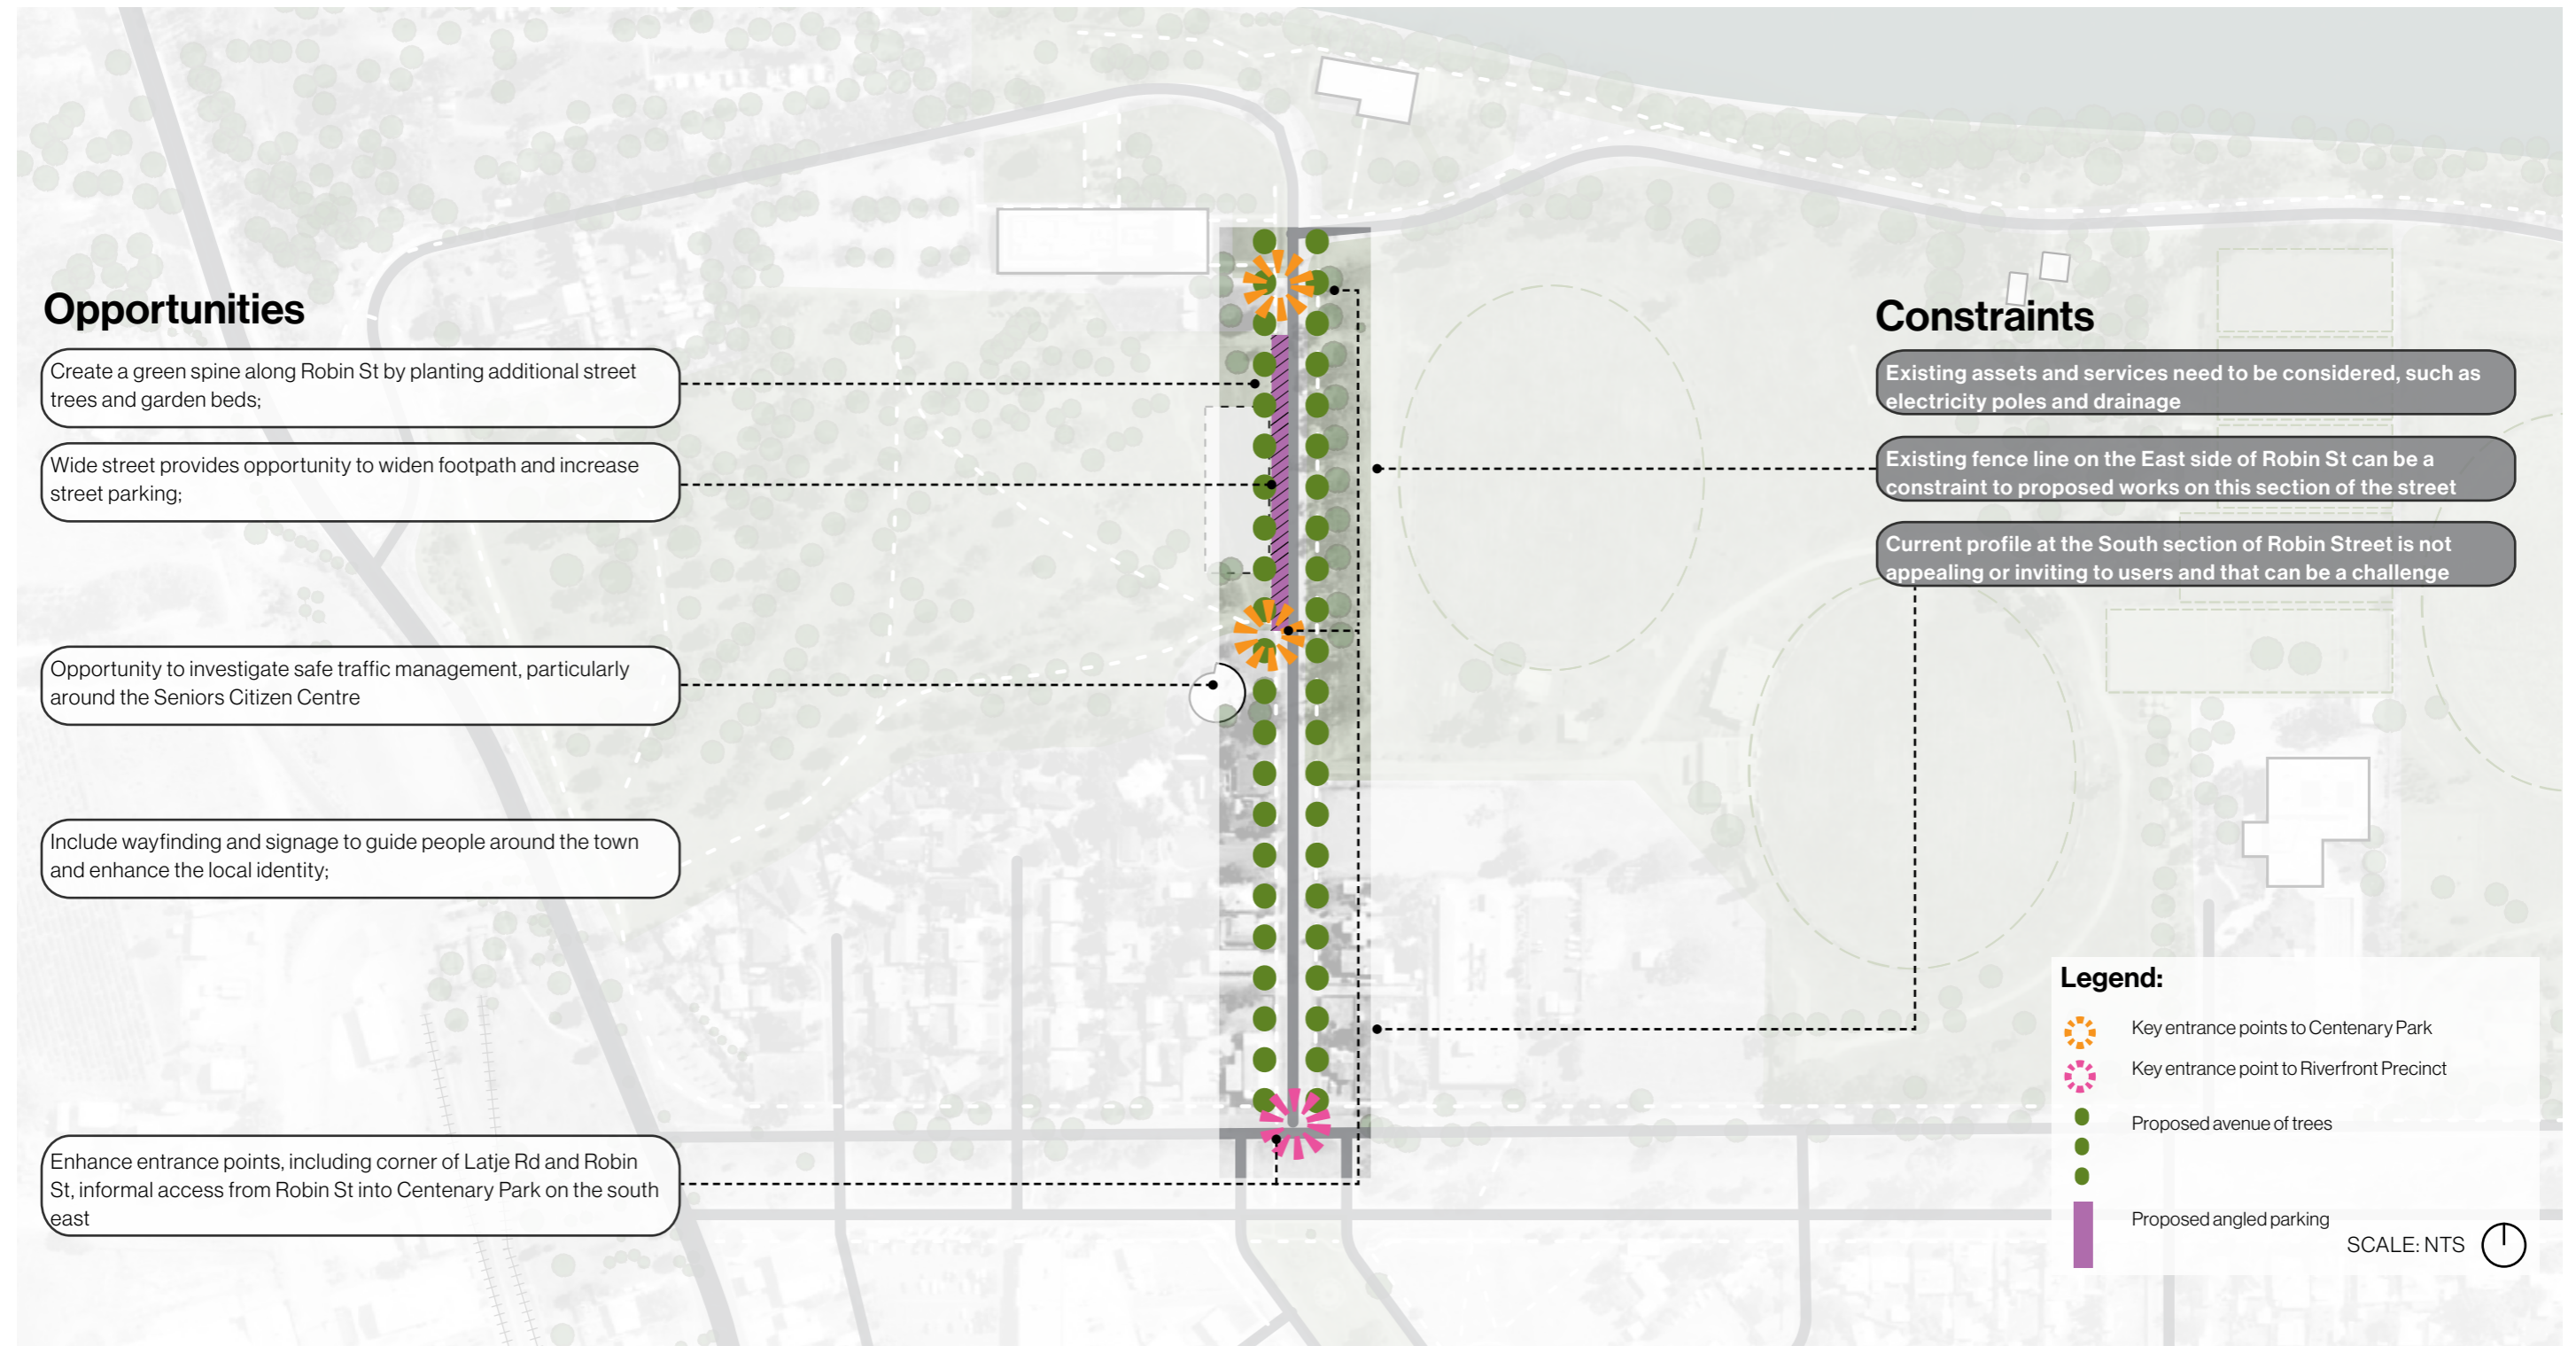 Opportunities
Create a green spine along Robin St by planting additional street
trees and garden beds;
Wide street provides opportunity to widen footpath and increase
street parking;
Opportunity to investigate safe traffic management, particularly
around the Seniors Citizen Centre
Include wayfinding and signage to guide people around the town
and enhance the local identity;
Enhance entrance points, including corner of Latje Rd and Robin
St, informal access from Robin St into Centenary Park on the south
east
Constraints
Existing assets and services need to be considered, such as
electricity poles and drainage
Existing fence line on the East side of Robin St can be a
constraint to proposed works on this section of the street
Current profile at the South section of Robin Street is not
appealing or inviting to users and that can be a challenge
Legend:
Key entrance points to Centenary Park
Key entrance point to Riverfront Precinct
Proposed avenue of trees
Proposed angled parking
SCALE: NTS